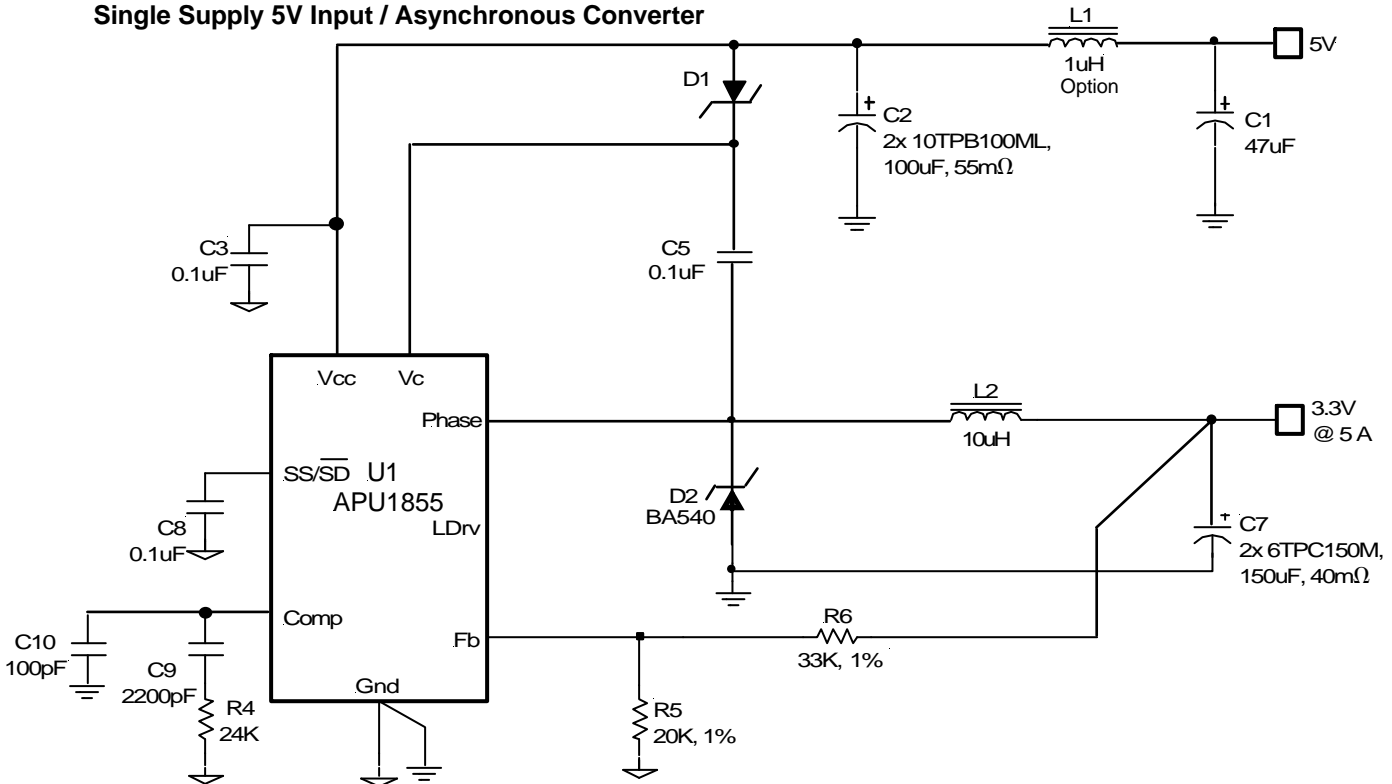 Single Supply 5V Input / Asynchronous Converter
L1
1uH
Option
5V
D1
+
C2
2x 10TPB100ML,
100uF, 55mΩ
+
C1
47uF
C3
0.1uF
C5
0.1uF
Vcc
Vc
Phase
L2
10uH
3.3V
@ 5 A
SS/SD
U1
APU1855
LDrv
C8
0.1uF
D2
BA540
+
C7
2x 6TPC150M,
150uF, 40mΩ
Comp
Fb
Gnd
C10
100pF
C9
2200pF
R4
24K
R6
33K, 1%
R5
20K, 1%